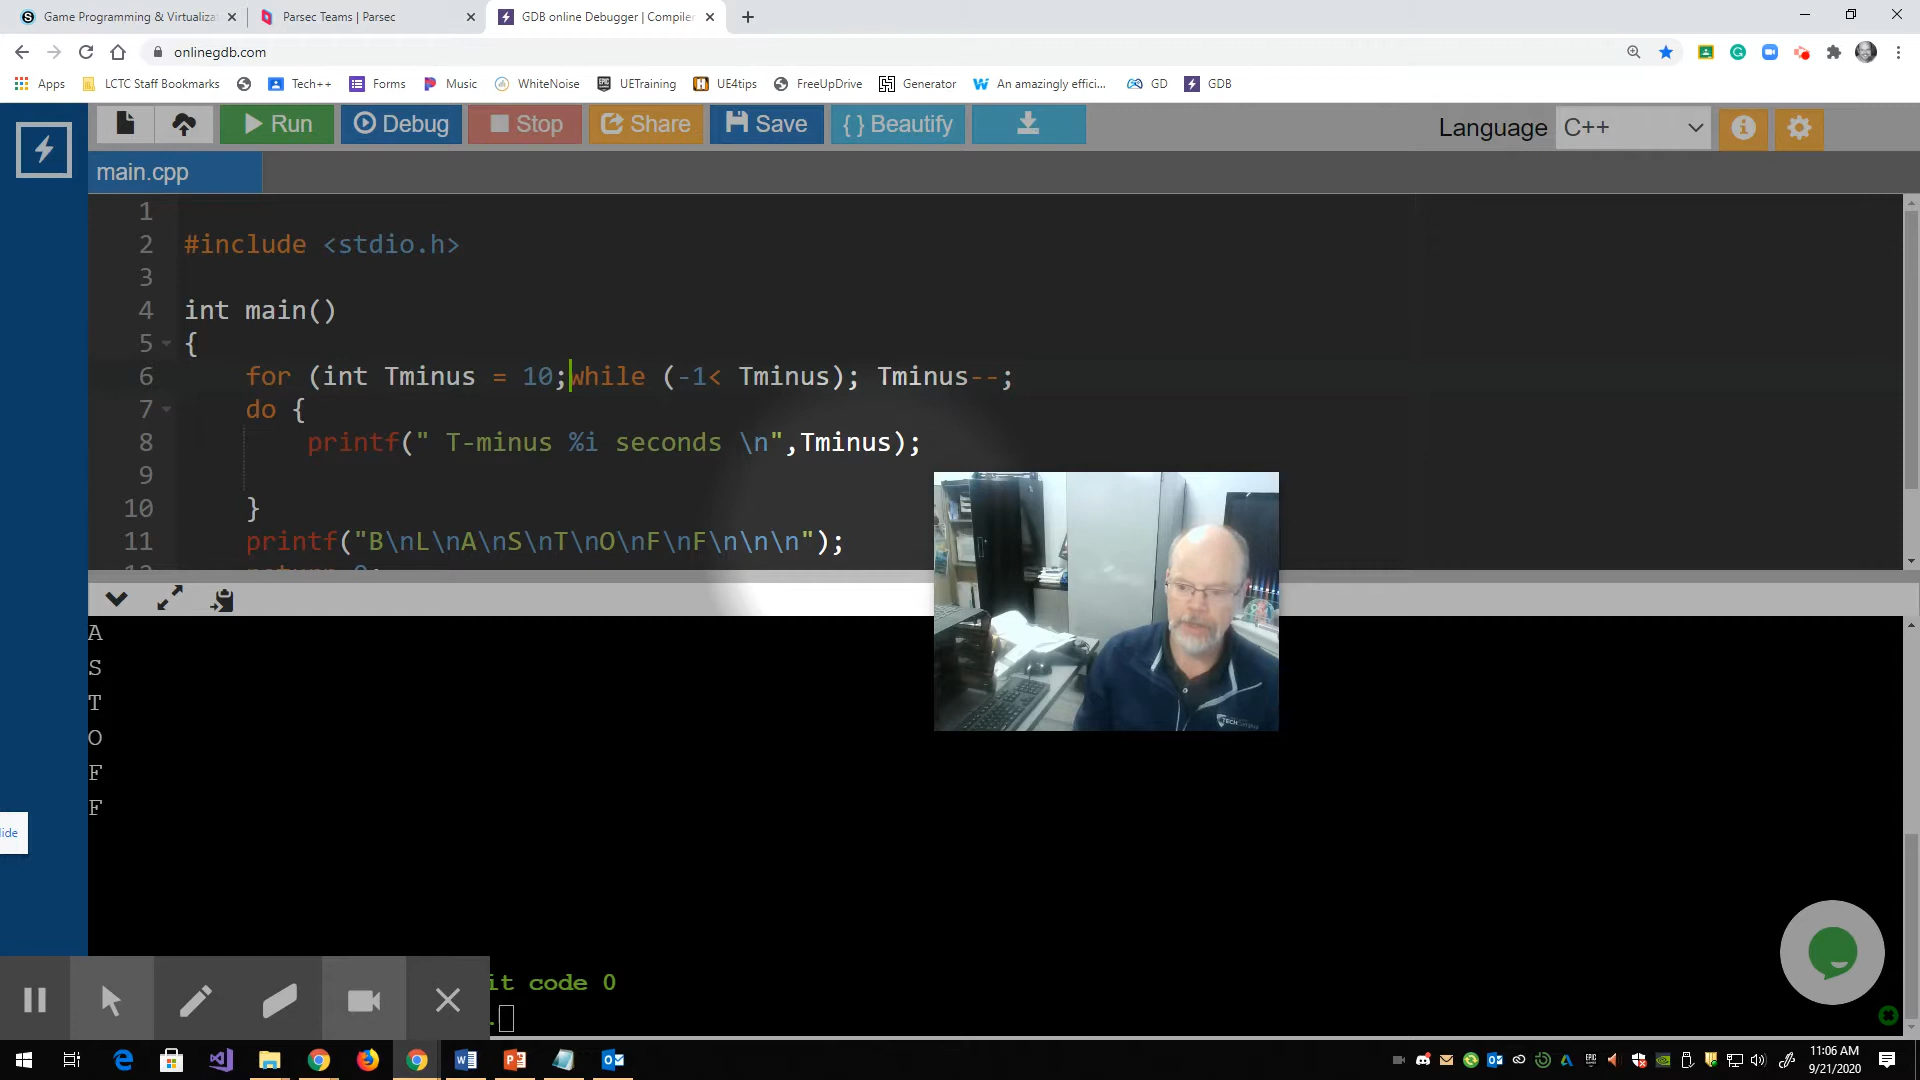 Game Programming & Virtualiza
Parsec Teams | Parsec
GDB online Debugger | Compiler
onlinegdb.com
Apps
LCTC Staff Bookmarks
Tech++
Forms
Music
WhiteNoise
UETraining
UE4tips
FreeUpDrive
Generator
An amazingly effici...
GD
GDB
Run
Debug
Stop
Share
Save
{ } Beautify
Language
C++
main.cpp
1
2 #include <stdio.h>
3
4 int main()
5 {
6 for (int Tminus = 10;while (-1< Tminus); Tminus--;
7 do {
8 printf(" T-minus %i seconds \n",Tminus);
9
10 }
11 printf("B\nL\nA\nS\nT\nO\nF\nF\n\n\n");
A
S
T
O
F
F
lide
it code 0
.
11:06 AM
9/21/2020